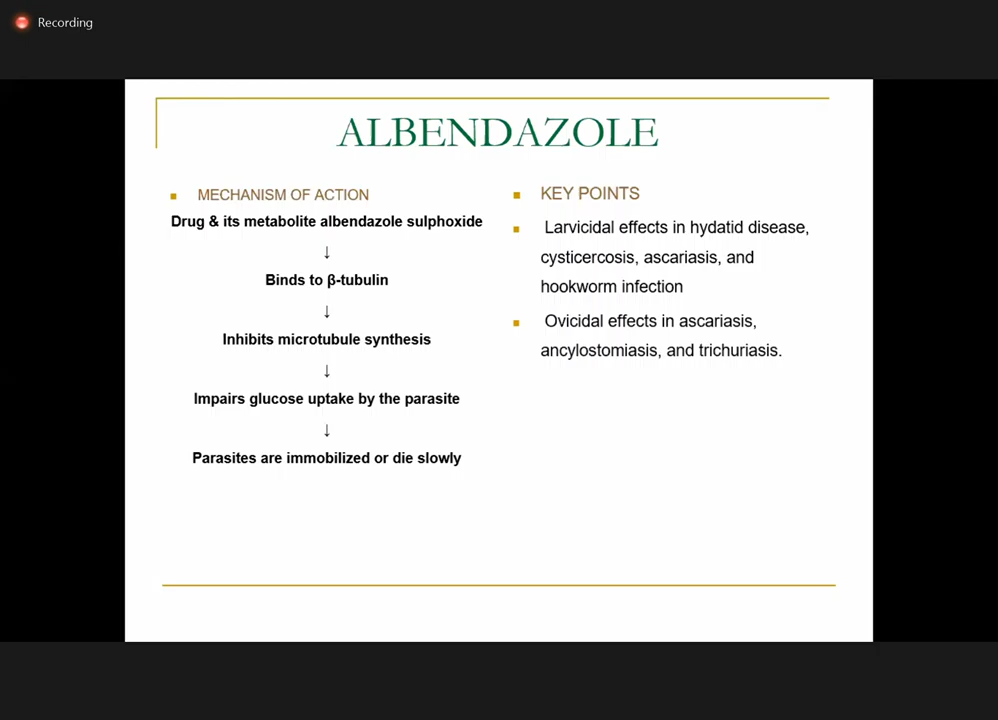 Recording
ALBENDAZOLE
MECHANISM OF ACTION
Drug & its metabolite albendazole sulphoxide
↓
Binds to β-tubulin
↓
Inhibits microtubule synthesis
↓
Impairs glucose uptake by the parasite
↓
Parasites are immobilized or die slowly
KEY POINTS
Larvicidal effects in hydatid disease,
cysticercosis, ascariasis, and
hookworm infection
Ovicidal effects in ascariasis,
ancylostomiasis, and trichuriasis.